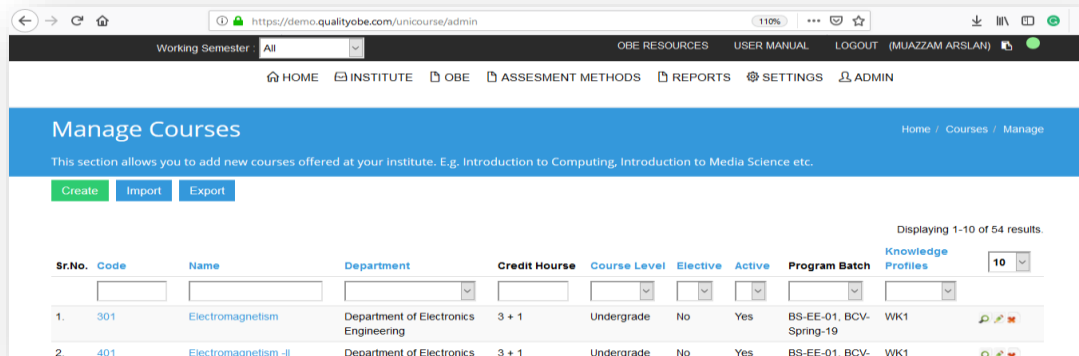 https://demo.qualityobe.com/unicourse/admin 110%
Working Semester : All OBE RESOURCES USER MANUAL LOGOUT (MUAZZAM ARSLAN)
HOME INSTITUTE OBE ASSESMENT METHODS REPORTS SETTINGS ADMIN
Manage Courses Home / Courses / Manage
This section allows you to add new courses offered at your institute. E.g. Introduction to Computing, Introduction to Media Science etc.
Create Import Export
Displaying 1-10 of 54 results.
Sr.No. Code Name Department Credit Hourse Course Level Elective Active Program Batch Knowledge Profiles 10
1. 301 Electromagnetism Department of Electronics Engineering 3 + 1 Undergrade No Yes BS-EE-01, BCV-Spring-19 WK1
2. 401 Electromagnetism -II Department of Electronics 3 + 1 Undergrade No Yes BS-EE-01, BCV- WK1